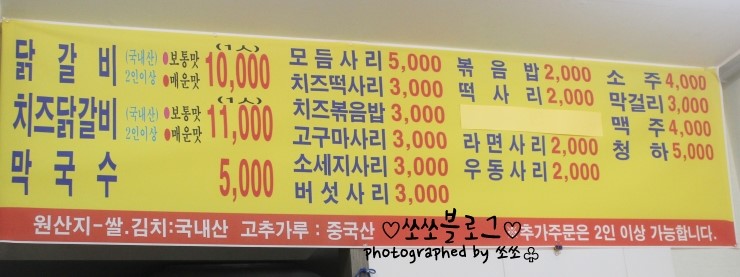 닭갈비 (국내산) 2인이상 ●보통맛 ●매운맛 10,000
치즈닭갈비 (국내산) 2인이상 ●보통맛 ●매운맛 11,000
막국수 5,000
모듬사리 5,000
치즈떡사리 3,000
치즈볶음밥 3,000
고구마사리 3,000
소세지사리 3,000
버섯사리 3,000
볶음밥 2,000
떡사리 2,000
라면사리 2,000
우동사리 2,000
소주 4,000
막걸리 3,000
맥주 4,000
청하 5,000
원산지-쌀.김치:국내산 고추가루 : 중국산
추가주문은 2인 이상 가능합니다.
♡쏘쏘블로그♡
photographed by 쏘쏘♧